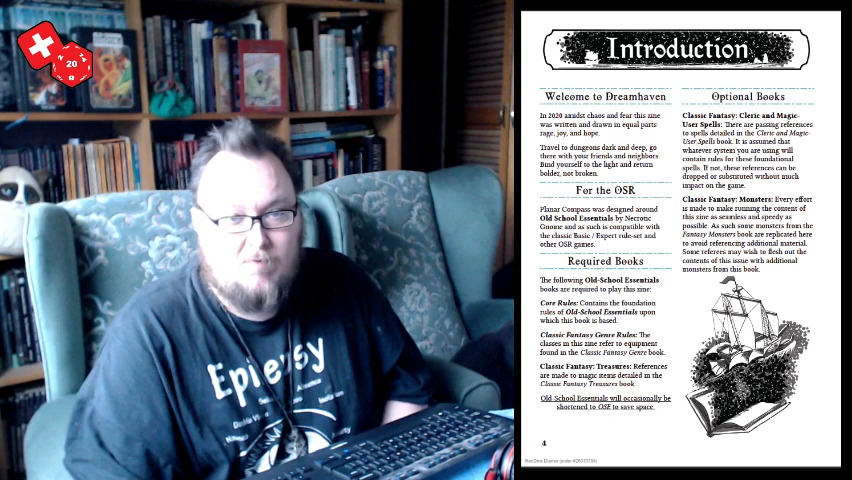 20
Epilepsy
Introduction
Welcome to Dreamhaven
In 2020 amidst chaos and fear this zine
was written and drawn in equal parts
rage, joy, and hope.
Travel to dungeons dark and deep, go
there with your friends and neighbors.
Bind yourself to the light and return
bolder, not broken.
For the OSR
Planar Compass was designed around
Old School Essentials by Necrotic
Gnome and as such is compatible with
the classic Basic / Expert rule-set and
other OSR games.
Required Books
The following Old-School Essentials
books are required to play this zine:
Core Rules: Contains the foundation
rules of Old-School Essentials upon
which this book is based.
Classic Fantasy Genre Rules: The
classes in this zine refer to equipment
found in the Classic Fantasy Genre book.
Classic Fantasy: Treasures: References
are made to magic items detailed in the
Classic Fantasy Treasures book.
Old-School Essentials will occasionally be
shortened to OSE to save space.
4
Optional Books
Classic Fantasy: Cleric and Magic-
User Spells: There are passing references
to spells detailed in the Cleric and Magic-
User Spells book. It is assumed that
whatever system you are using will
contain rules for these foundational
spells. If not, these references can be
dropped or substituted without much
impact on the game.
Classic Fantasy: Monsters: Every effort
is made to make running the content of
this zine as seamless and speedy as
possible. As such some monsters from the
Fantasy Monsters book are replicated here
to avoid referencing additional material.
Some referees may wish to flesh out the
contents of this issue with additional
monsters from this book.